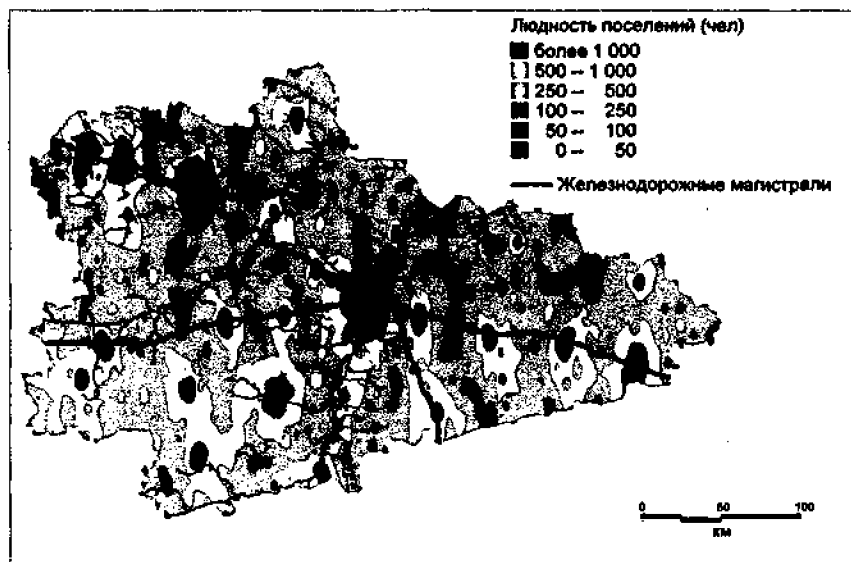 Людность поселений (чел)
более 1 000
500 – 1 000
250 – 500
100 – 250
50 – 100
0 – 50
Железнодорожные магистрали
0 50 100
км